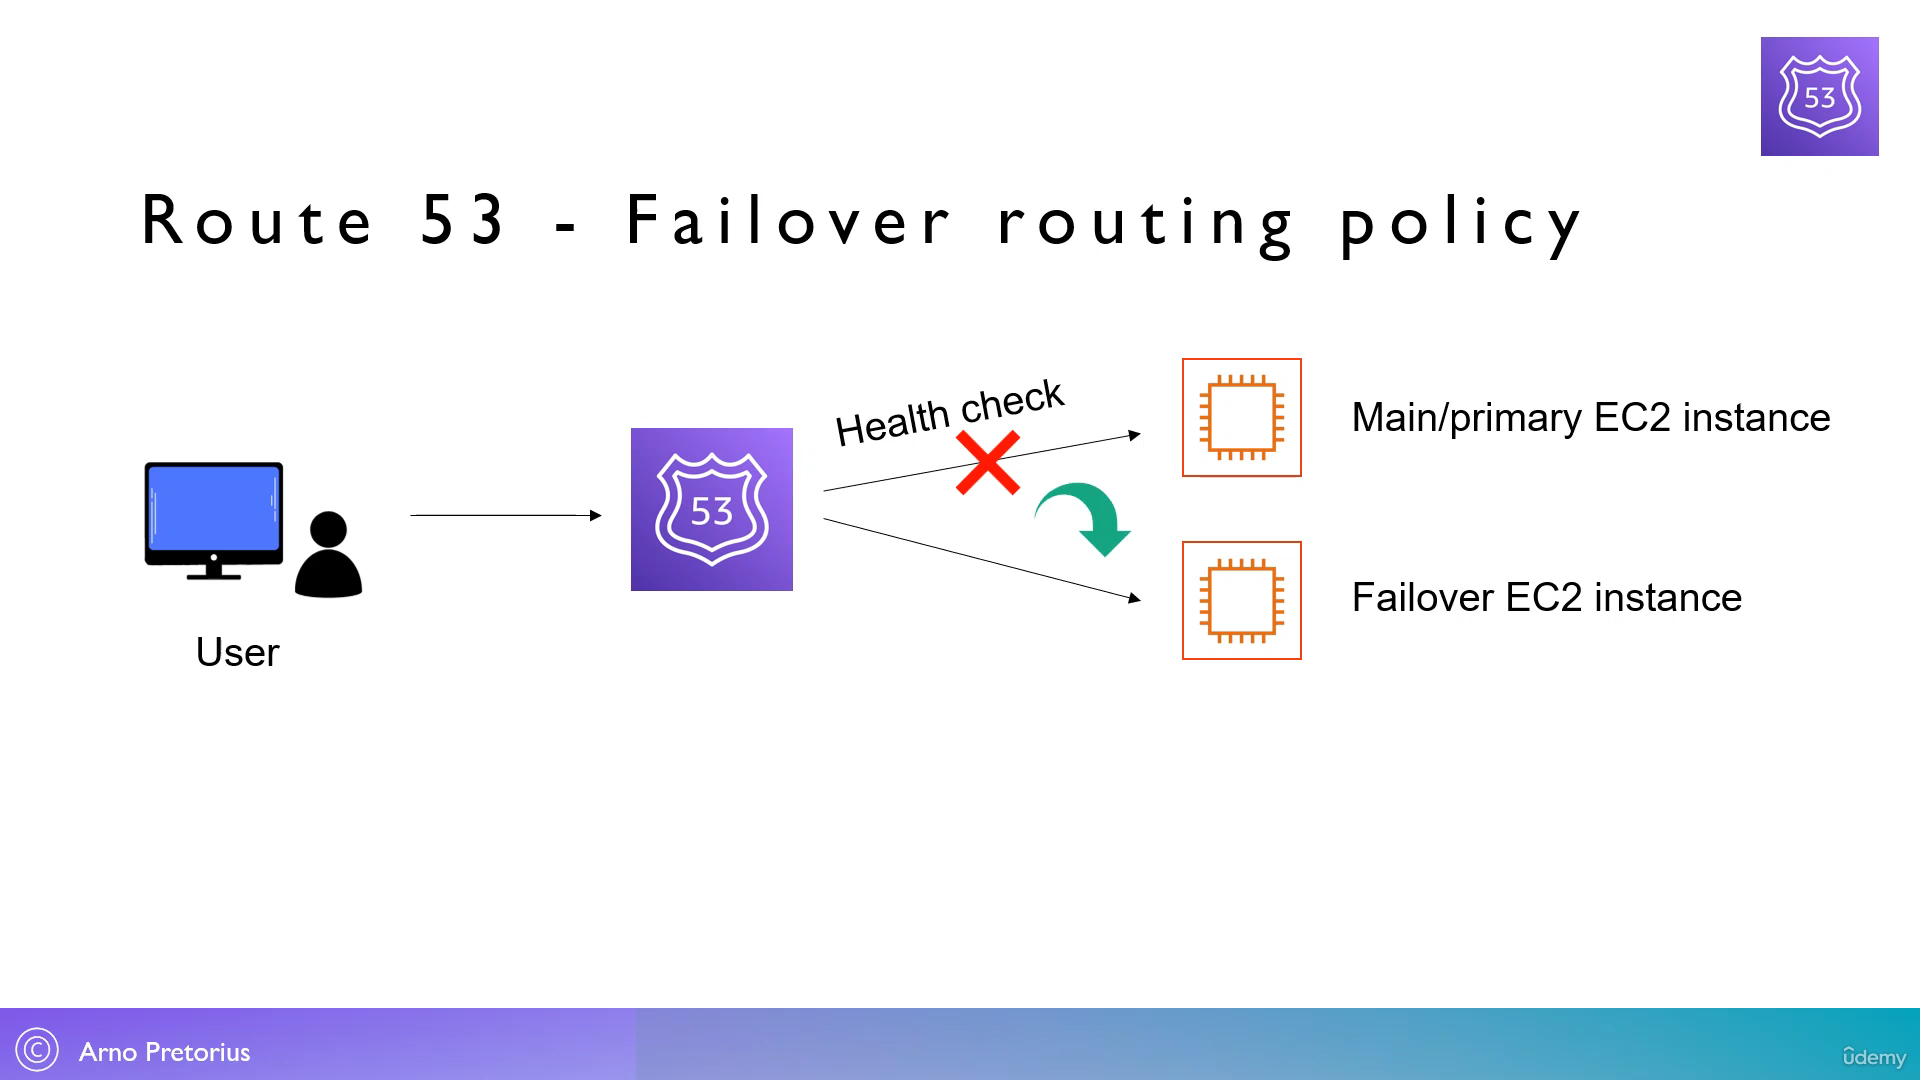 53
Route 53 - Failover routing policy
Health check
Main/primary EC2 instance
53
Failover EC2 instance
User
© Arno Pretorius
ûdemy